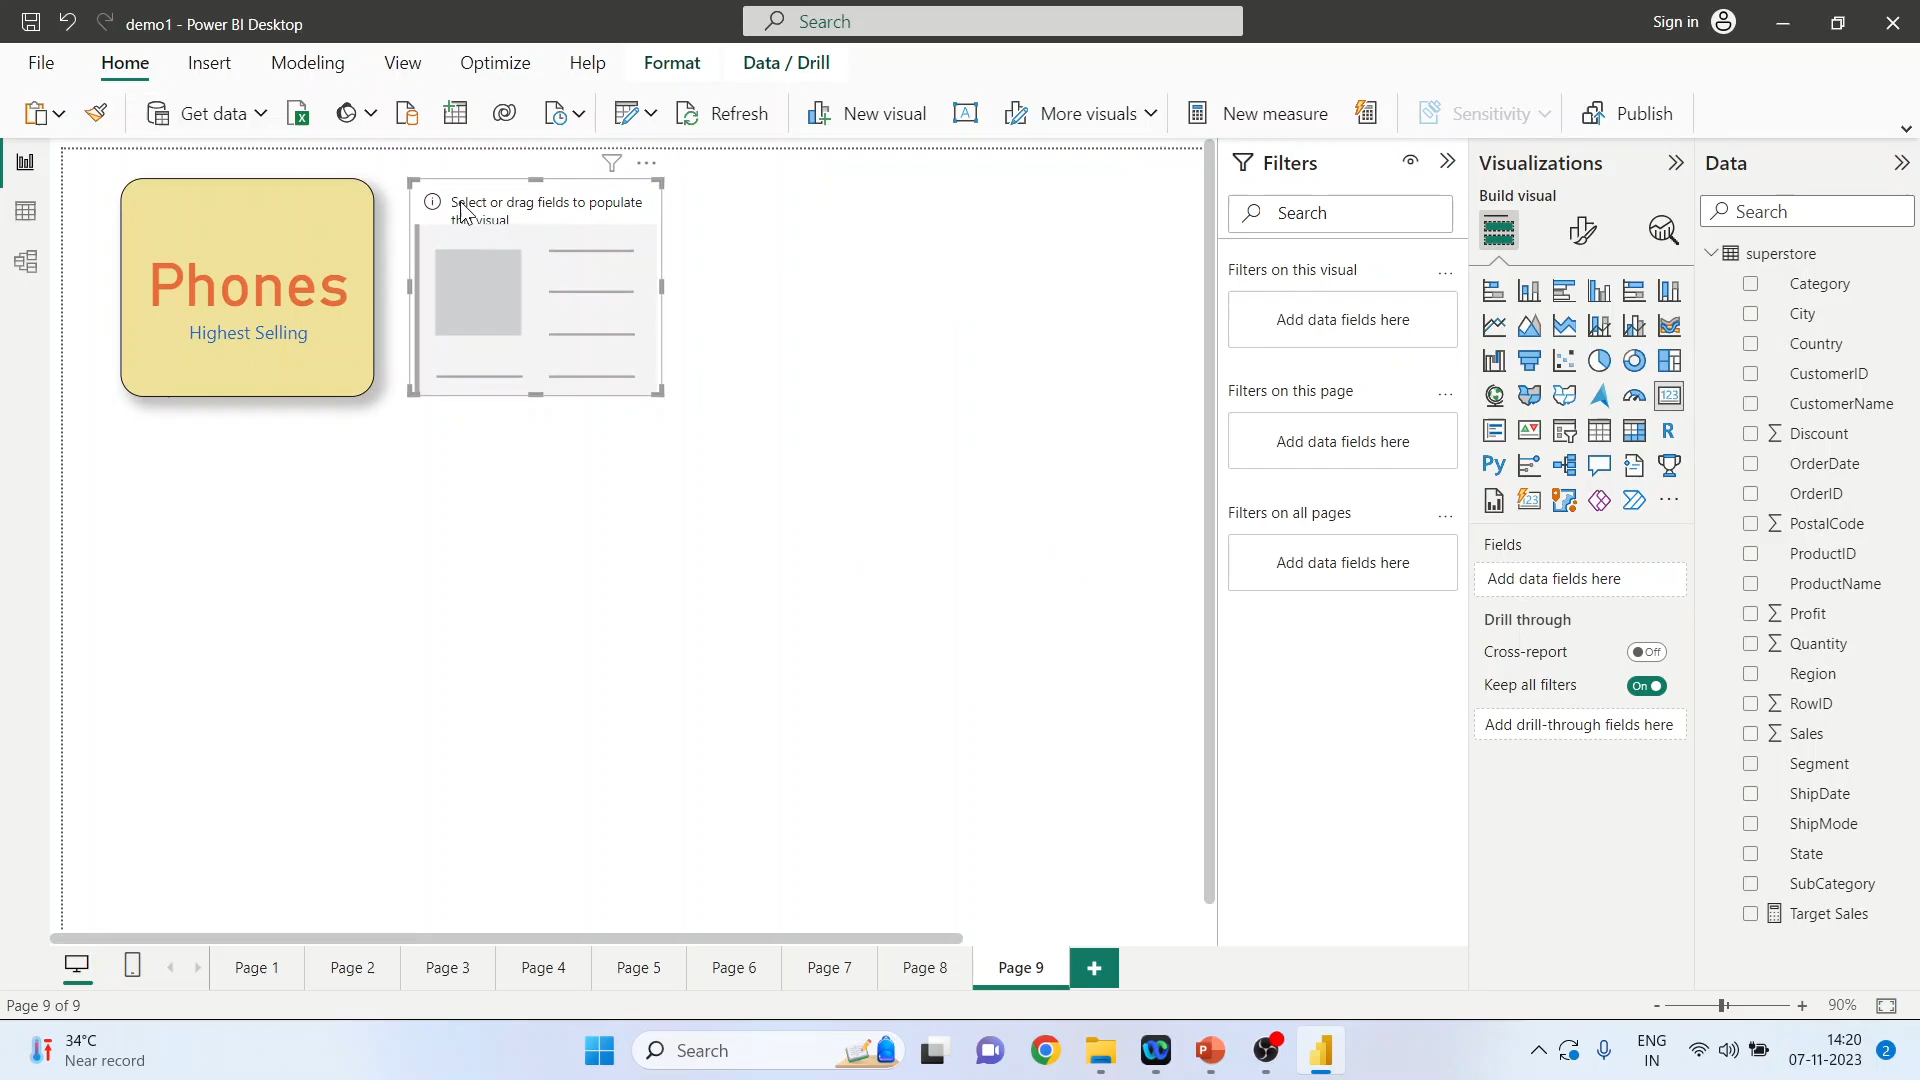 demo1 - Power BI Desktop
Search
Sign in
File
Home
Insert
Modeling
View
Optimize
Help
Format
Data / Drill
Get data
Refresh
New visual
More visuals
New measure
Sensitivity
Publish
Phones
Highest Selling
Select or drag fields to populate
the visual
Filters
Search
Filters on this visual
Add data fields here
Filters on this page
Add data fields here
Filters on all pages
Add data fields here
Visualizations
Build visual
123
R
Py
123
Fields
Add data fields here
Drill through
Cross-report
Off
Keep all filters
On
Add drill-through fields here
Data
Search
superstore
Category
City
Country
CustomerID
CustomerName
Discount
OrderDate
OrderID
PostalCode
ProductID
ProductName
Profit
Quantity
Region
RowID
Sales
Segment
ShipDate
ShipMode
State
SubCategory
Target Sales
Page 1
Page 2
Page 3
Page 4
Page 5
Page 6
Page 7
Page 8
Page 9
Page 9 of 9
90%
34°C
Near record
Search
ENG
IN
14:20
07-11-2023
2